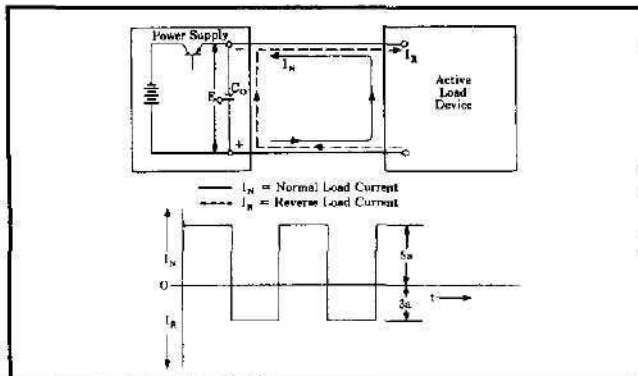 Power Supply
−
I_N
I_R
E_O
C_O
+
Active
Load
Device
I_N = Normal Load Current
I_R = Reverse Load Current
I_N
5a
O
3a
t
I_R